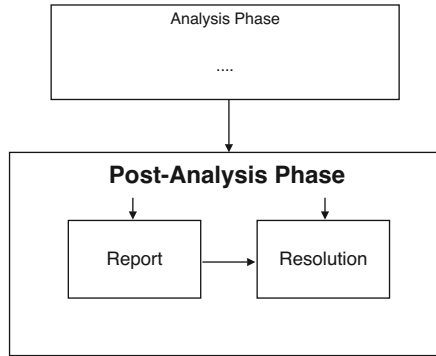 Analysis Phase
....
Post-Analysis Phase
Report
Resolution